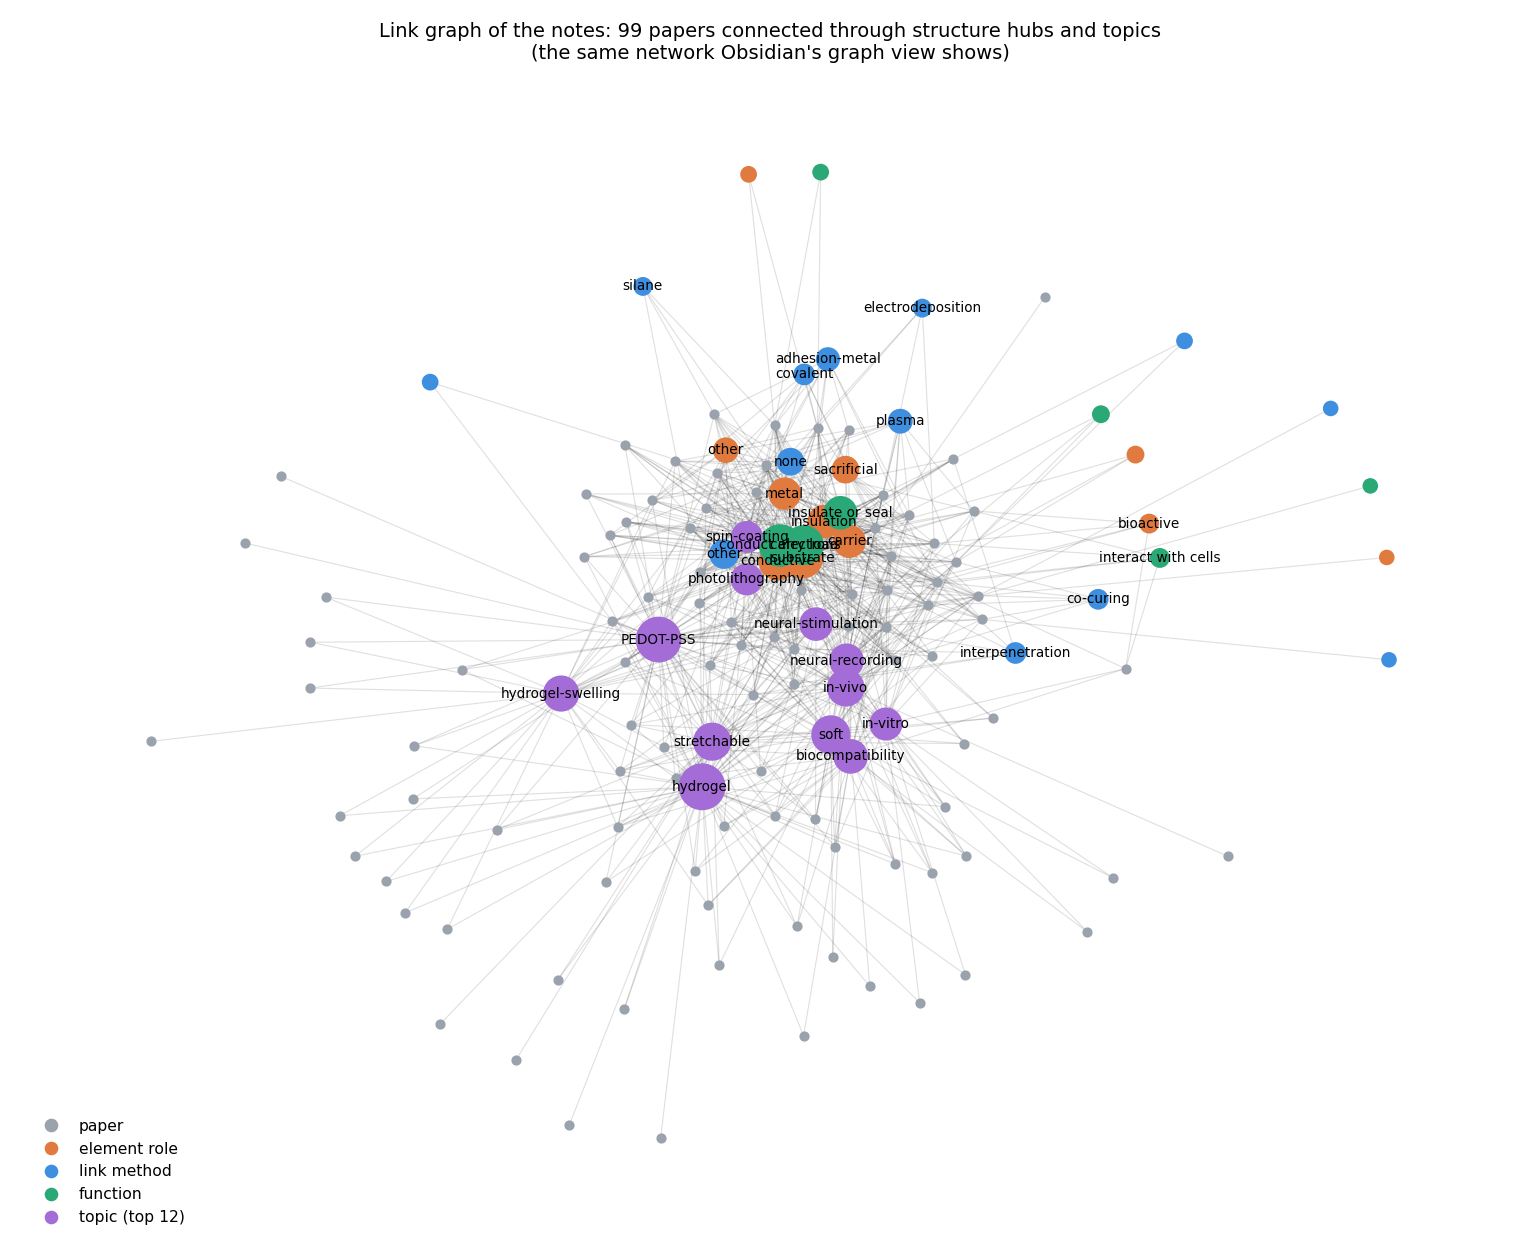 Link graph of the notes: 99 papers connected through structure hubs and topics
(the same network Obsidian's graph view shows)
silane
electrodeposition
adhesion-metal
covalent
plasma
other
none
sacrificial
metal
insulate or seal
insulation
bioactive
spin-coating
carrier
other
substrate
interact with cells
conductive
photolithography
co-curing
neural-stimulation
PEDOT-PSS
interpenetration
neural-recording
in-vivo
hydrogel-swelling
in-vitro
soft
stretchable
biocompatibility
hydrogel
paper
element role
link method
function
topic (top 12)